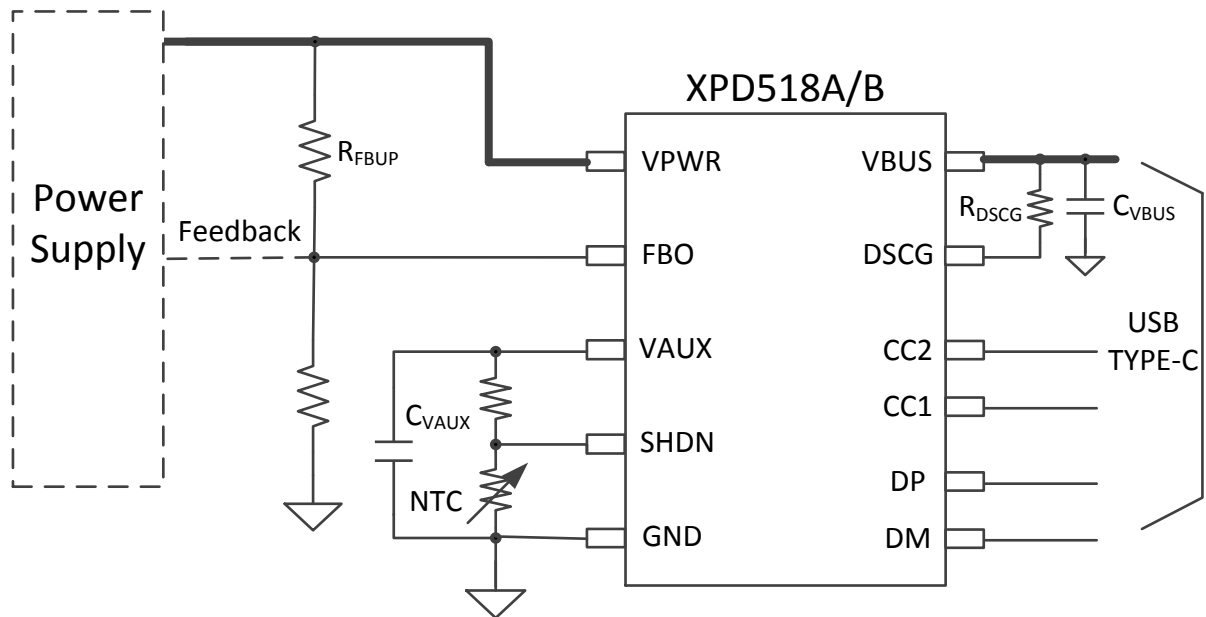 XPD518A/B
Power
Supply
Feedback
RFBUP
VPWR
FBO
VAUX
SHDN
GND
CVAUX
NTC
VBUS
DSCG
CC2
CC1
DP
DM
RDSCG
CVBUS
USB
TYPE-C